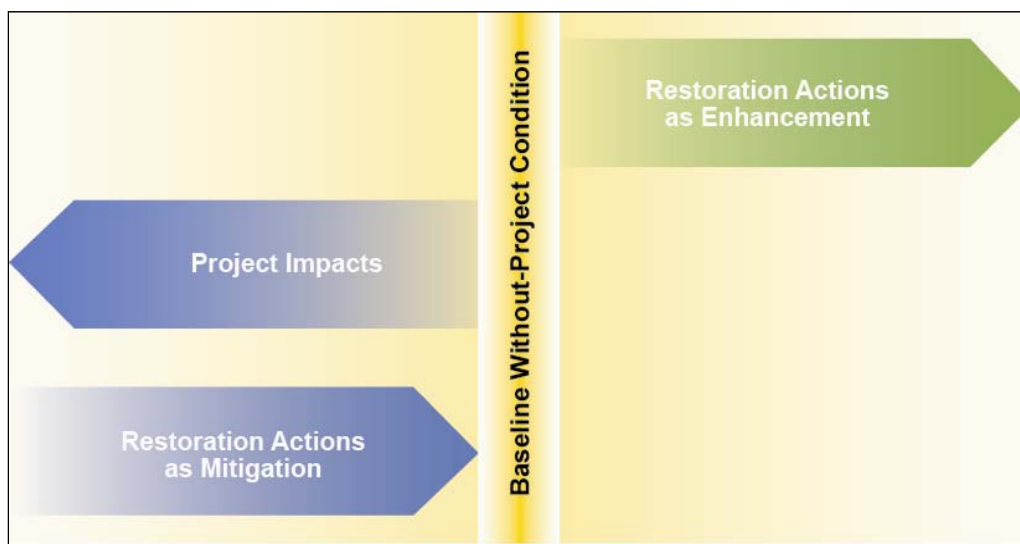 Restoration Actions
as Enhancement
Baseline Without-Project Condition
Project Impacts
Restoration Actions
as Mitigation